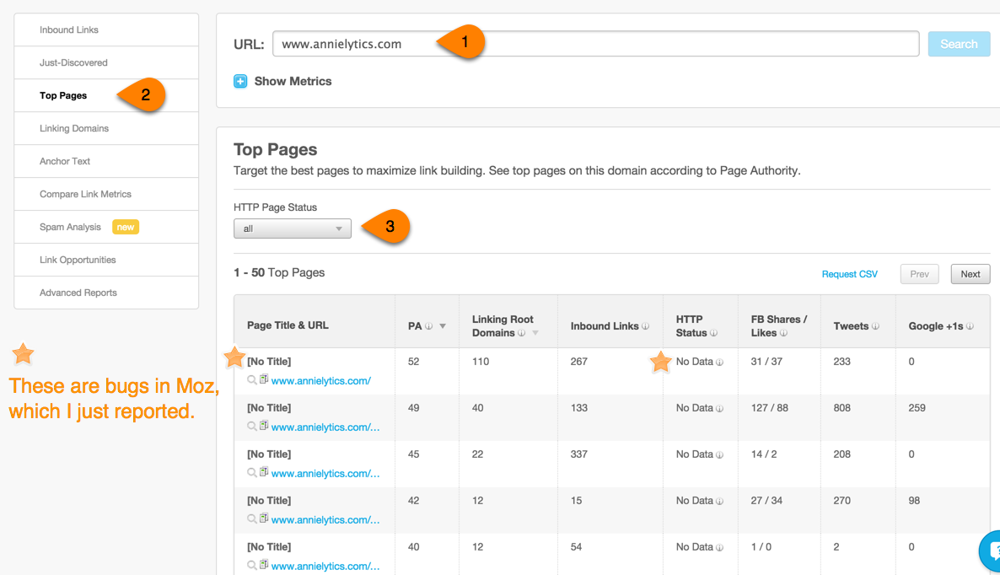 Inbound Links
Just-Discovered
Top Pages
2
Linking Domains
Anchor Text
Compare Link Metrics
Spam Analysis new
Link Opportunities
Advanced Reports
These are bugs in Moz,
which I just reported.
URL: www.annielytics.com 1 Search
Show Metrics
Top Pages
Target the best pages to maximize link building. See top pages on this domain according to Page Authority.
HTTP Page Status
all 3
1 - 50 Top Pages Request CSV Prev Next
Page Title & URL PA Linking Root Domains Inbound Links HTTP Status FB Shares / Likes Tweets Google +1s
[No Title] 52 110 267 No Data 31 / 37 233 0
www.annielytics.com/
[No Title] 49 40 133 No Data 127 / 88 808 259
www.annielytics.com/...
[No Title] 45 22 337 No Data 14 / 2 208 0
www.annielytics.com/...
[No Title] 42 12 15 No Data 27 / 34 270 98
www.annielytics.com/...
[No Title] 40 12 54 No Data 1 / 0 2 0
www.annielytics.com/...